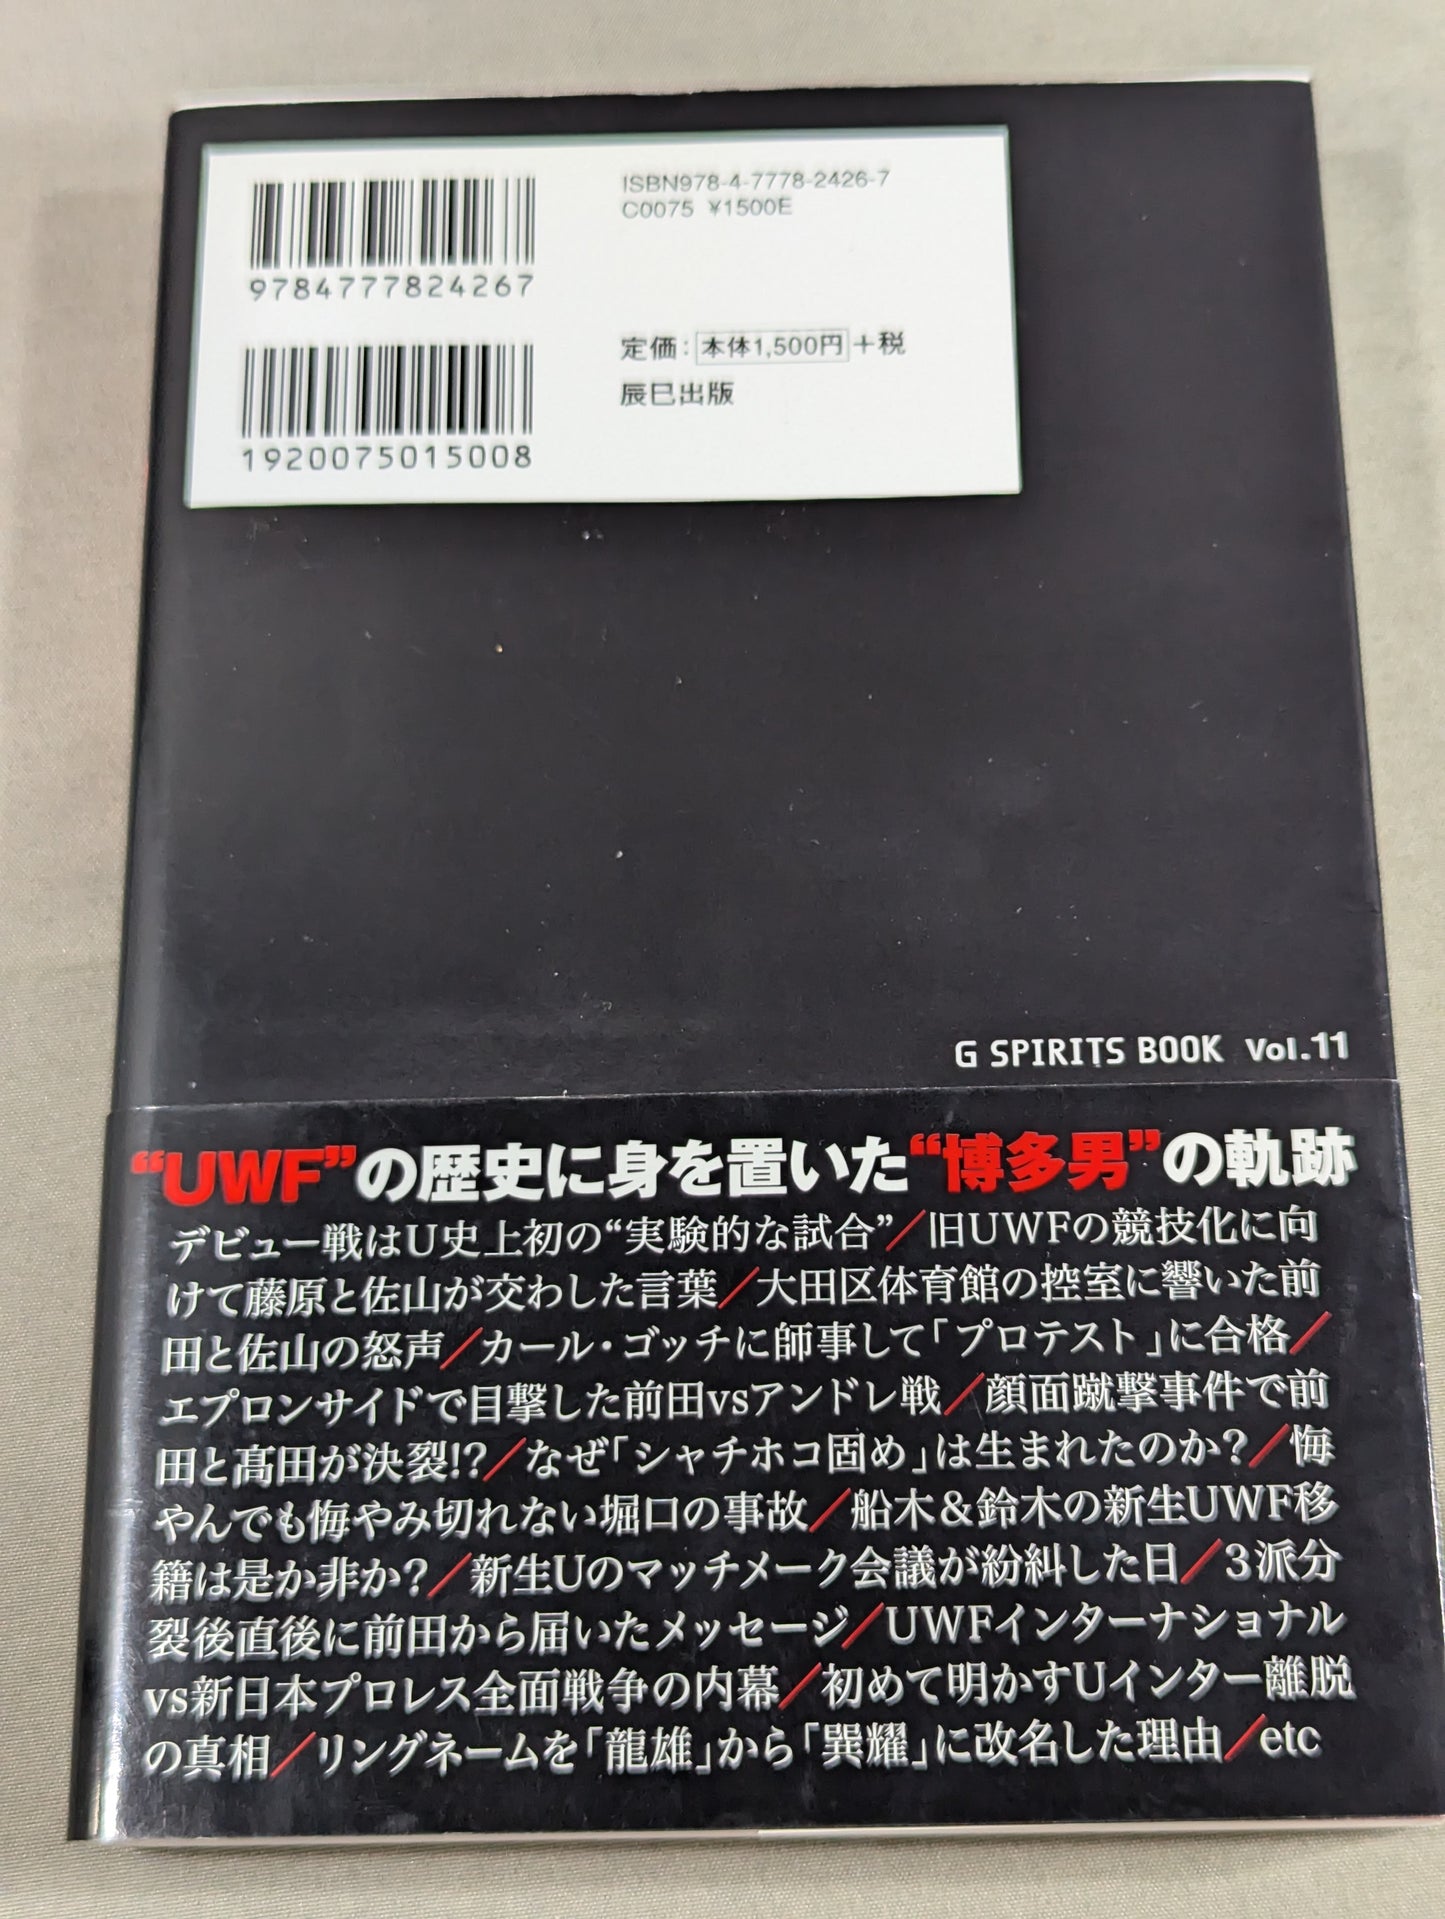 ISBN978-4-7778-2426-7
C0075 ¥1500E
9784777824267
定価：本体1,500円＋税
辰巳出版
1920075015008
G SPIRITS BOOK Vol.11
“UWF”の歴史に身を置いた“博多男”の軌跡
デビュー戦はU史上初の“実験的な試合”／旧UWFの競技化に向
けて藤原と佐山が交わした言葉／大田区体育館の控室に響いた前
田と佐山の怒声／カール・ゴッチに師事して「プロテスト」に合格／
エプロンサイドで目撃した前田vsアンドレ戦／顔面蹴撃事件で前
田と髙田が決裂!?／なぜ「シャチホコ固め」は生まれたのか？／悔
やんでも悔やみ切れない堀口の事故／船木＆鈴木の新生UWF移
籍は是か非か？／新生Uのマッチメーク会議が紛糾した日／3派分
裂後直後に前田から届いたメッセージ／UWFインターナショナル
vs新日本プロレス全面戦争の内幕／初めて明かすUインター離脱
の真相／リングネームを「龍雄」から「巽耀」に改名した理由／etc